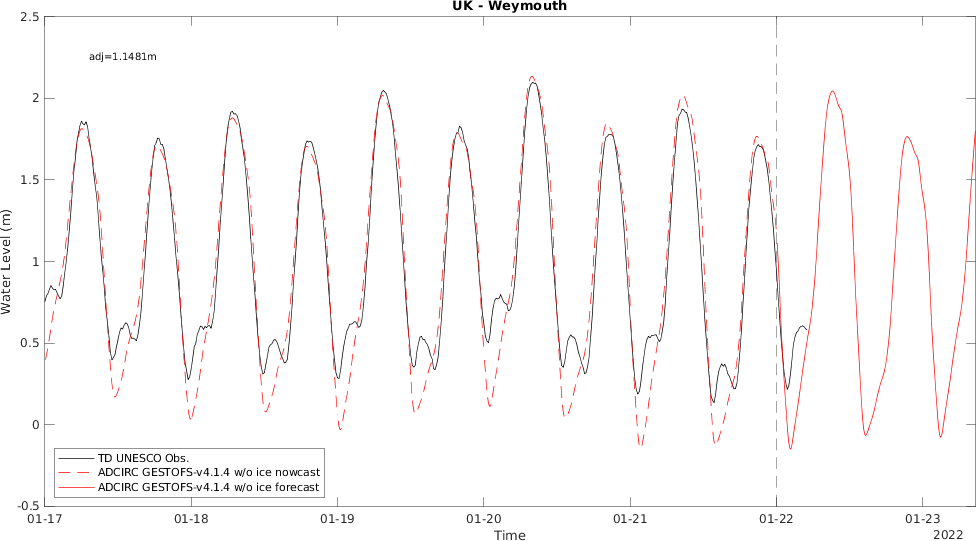 UK - Weymouth
2.5
adj=1.1481m
2
1.5
1
0.5
0
-0.5
Water Level (m)
TD UNESCO Obs.
ADCIRC GESTOFS-v4.1.4 w/o ice nowcast
ADCIRC GESTOFS-v4.1.4 w/o ice forecast
01-17 01-18 01-19 01-20 01-21 01-22 01-23
Time
2022